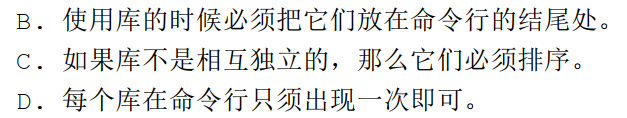 B. 使用库的时候必须把它们放在命令行的结尾处。
C. 如果库不是相互独立的，那么它们必须排序。
D. 每个库在命令行只须出现一次即可。